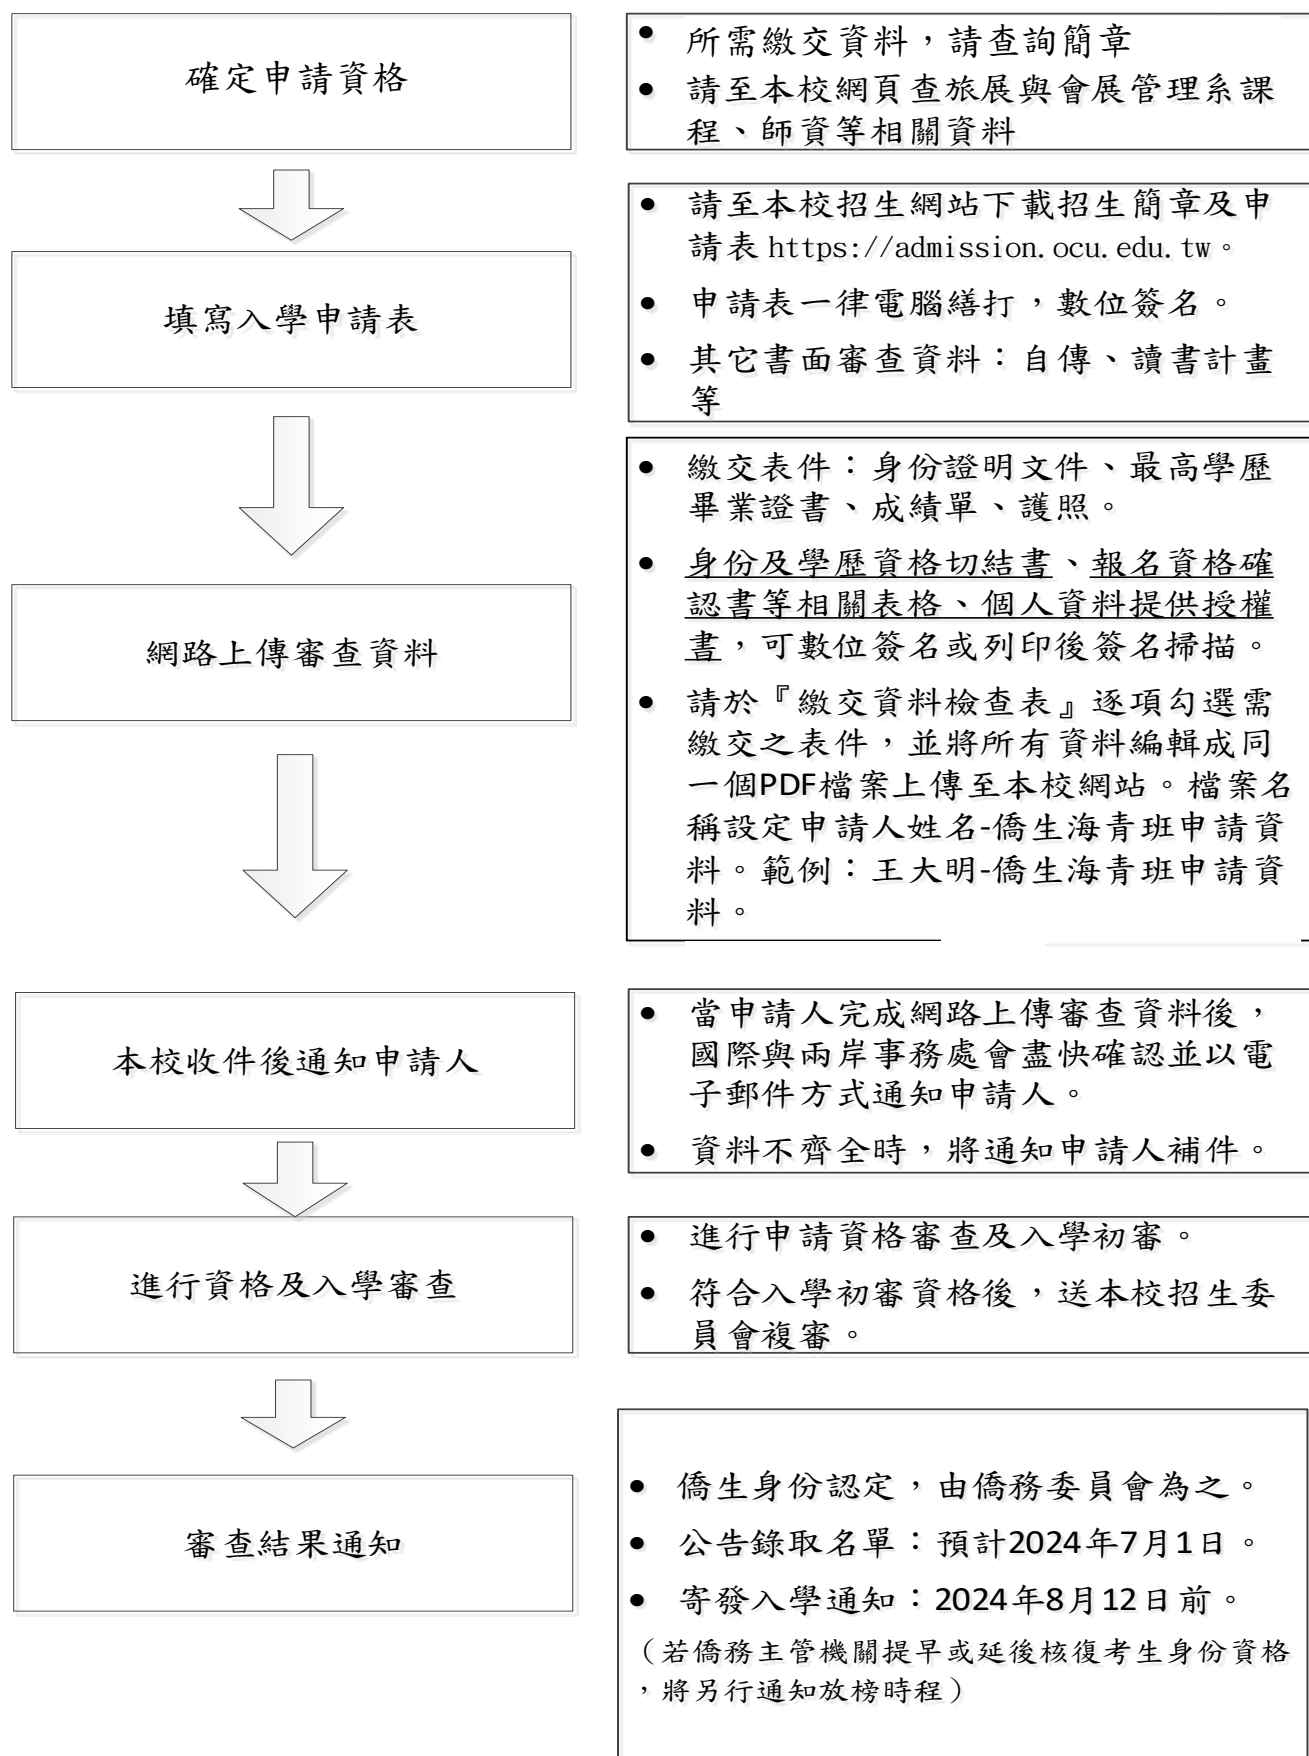 確定申請資格
● 所需繳交資料，請查詢簡章
● 請至本校網頁查旅展與會展管理系課
程、師資等相關資料
填寫入學申請表
● 請至本校招生網站下載招生簡章及申
請表 https://admission.ocu.edu.tw。
● 申請表一律電腦繕打，數位簽名。
● 其它書面審查資料：自傳、讀書計畫
等
網路上傳審查資料
● 繳交表件：身份證明文件、最高學歷
畢業證書、成績單、護照。
● 身份及學歷資格切結書、報名資格確
認書等相關表格、個人資料提供授權
書，可數位簽名或列印後簽名掃描。
● 請於『繳交資料檢查表』逐項勾選需
繳交之表件，並將所有資料編輯成同
一個PDF檔案上傳至本校網站。檔案名
稱設定申請人姓名-僑生海青班申請資
料。範例：王大明-僑生海青班申請資
料。
本校收件後通知申請人
● 當申請人完成網路上傳審查資料後，
國際與兩岸事務處會盡快確認並以電
子郵件方式通知申請人。
● 資料不齊全時，將通知申請人補件。
進行資格及入學審查
● 進行申請資格審查及入學初審。
● 符合入學初審資格後，送本校招生委
員會複審。
審查結果通知
● 僑生身份認定，由僑務委員會為之。
● 公告錄取名單：預計2024年7月1日。
● 寄發入學通知：2024年8月12日前。
（若僑務主管機關提早或延後核復考生身份資格
，將另行通知放榜時程）